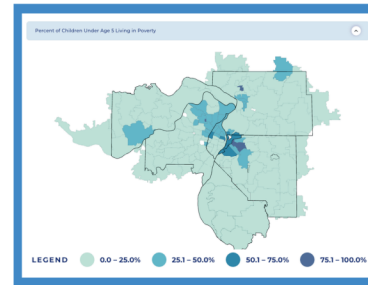 Percent of Children Under Age 5 Living in Poverty
LEGEND
0.0 – 25.0%
25.1 – 50.0%
50.1 – 75.0%
75.1 – 100.0%